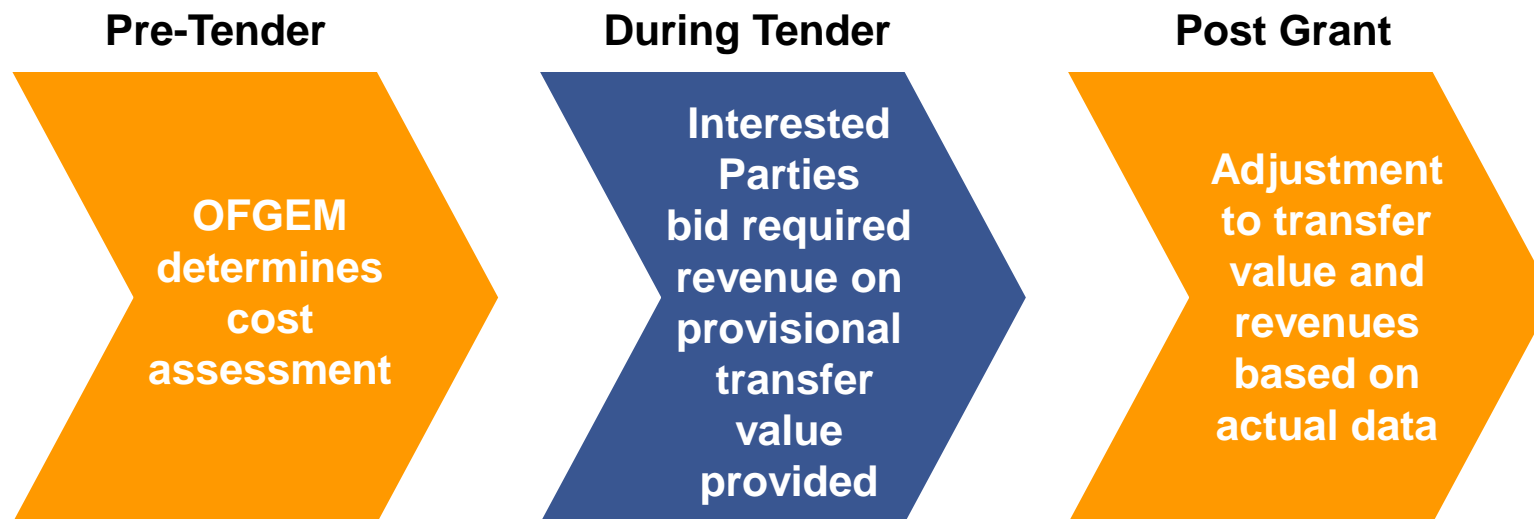 Pre-Tender
During Tender
Post Grant
OFGEM
determines
cost
assessment
Interested
Parties
bid required
revenue on
provisional
transfer
value
provided
Adjustment
to transfer
value and
revenues
based on
actual data